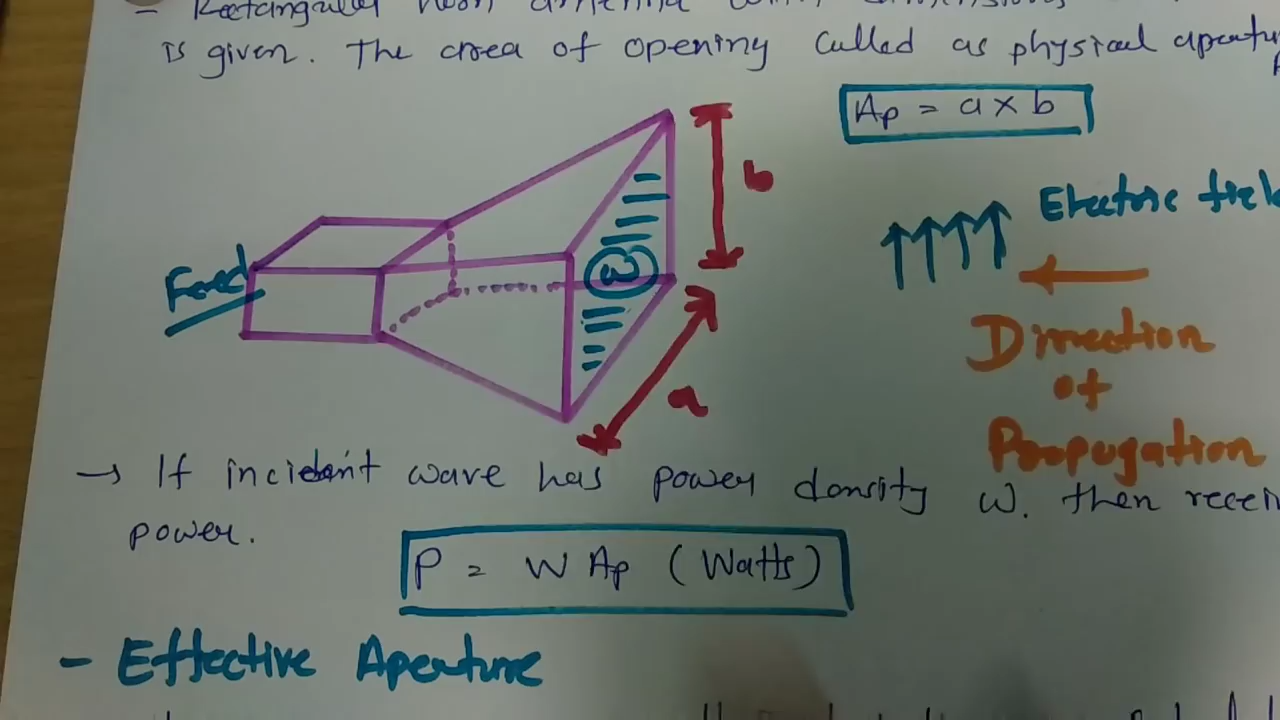 is given. The area of opening called as physical
Ap = a x b
b
Electric
Feed
w
Direction
of
Propugation
a
→ If incident wave has power density w. then
power.
P = W Ap (Watts)
- Effective Aperture